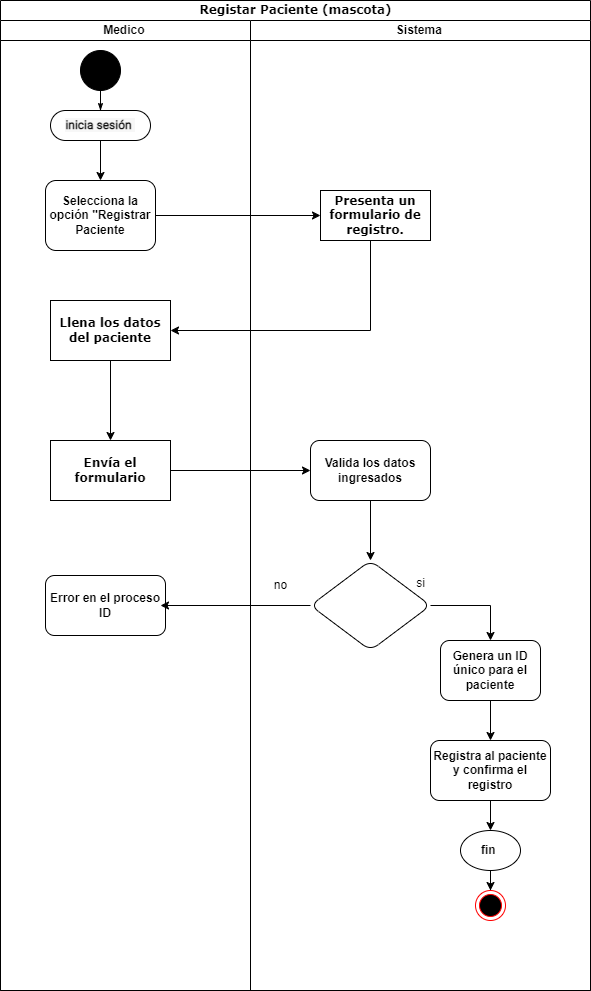 Registar Paciente (mascota)
Medico
Sistema
inicia sesión
Selecciona la
opción "Registrar
Paciente
Presenta un
formulario de
registro.
Llena los datos
del paciente
Envía el
formulario
Valida los datos
ingresados
no
si
Error en el proceso
ID
Genera un ID
único para el
paciente
Registra al paciente
y confirma el
registro
fin